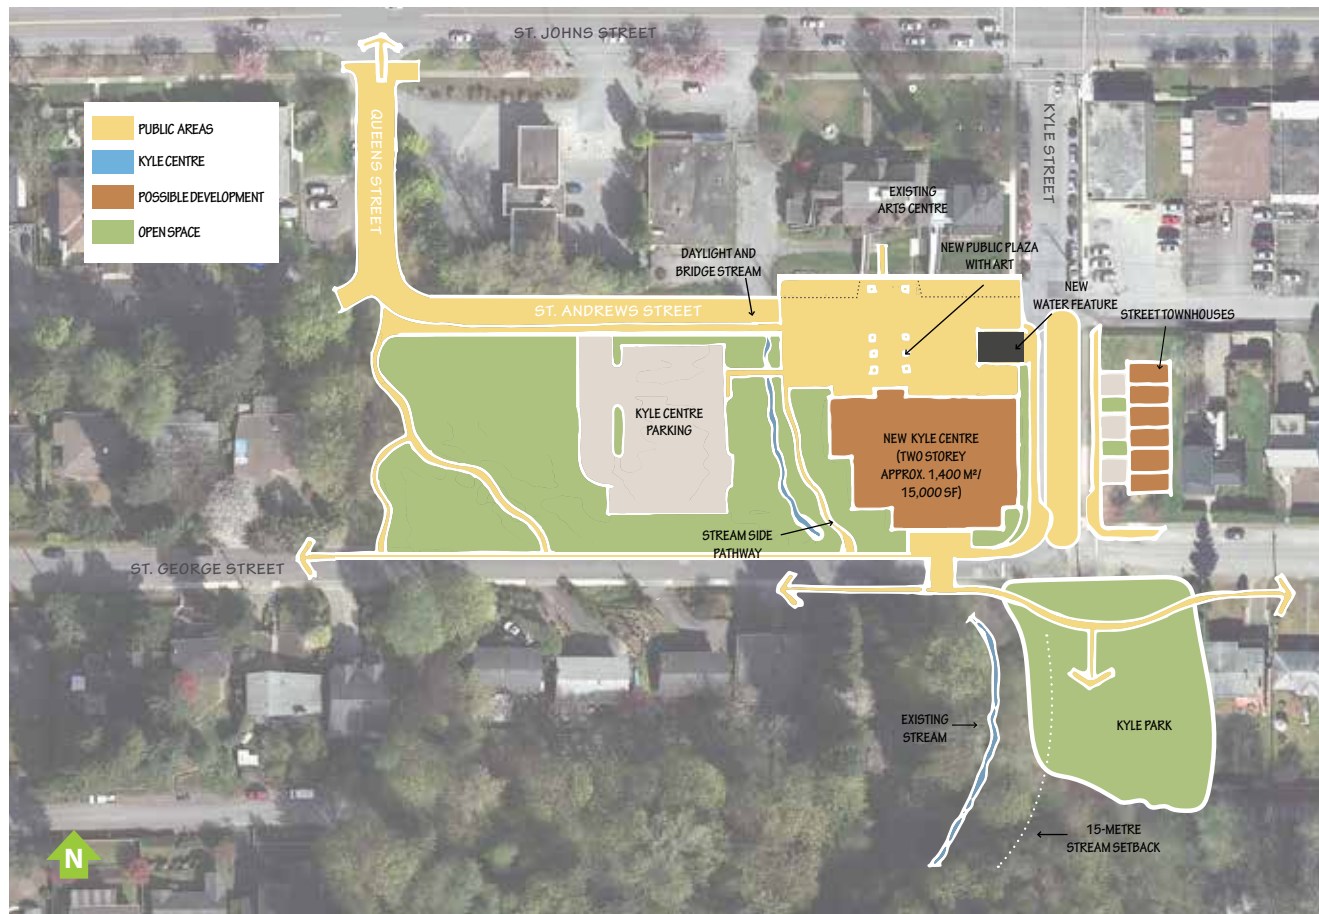 ST. JOHNS STREET
QUEENS STREET
KYLE STREET
PUBLIC AREAS
KYLE CENTRE
POSSIBLE DEVELOPMENT
OPEN SPACE
EXISTING
ARTS CENTRE
DAYLIGHT AND
BRIDGE STREAM
NEW PUBLIC PLAZA
WITH ART
NEW
WATER FEATURE
STREET TOWNHOUSES
ST. ANDREWS STREET
KYLE CENTRE
PARKING
NEW KYLE CENTRE
(TWO STOREY
APPROX. 1,400 M²/
15,000 SF)
STREAM SIDE
PATHWAY
ST. GEORGE STREET
EXISTING
STREAM
KYLE PARK
15-METRE
STREAM SETBACK
N